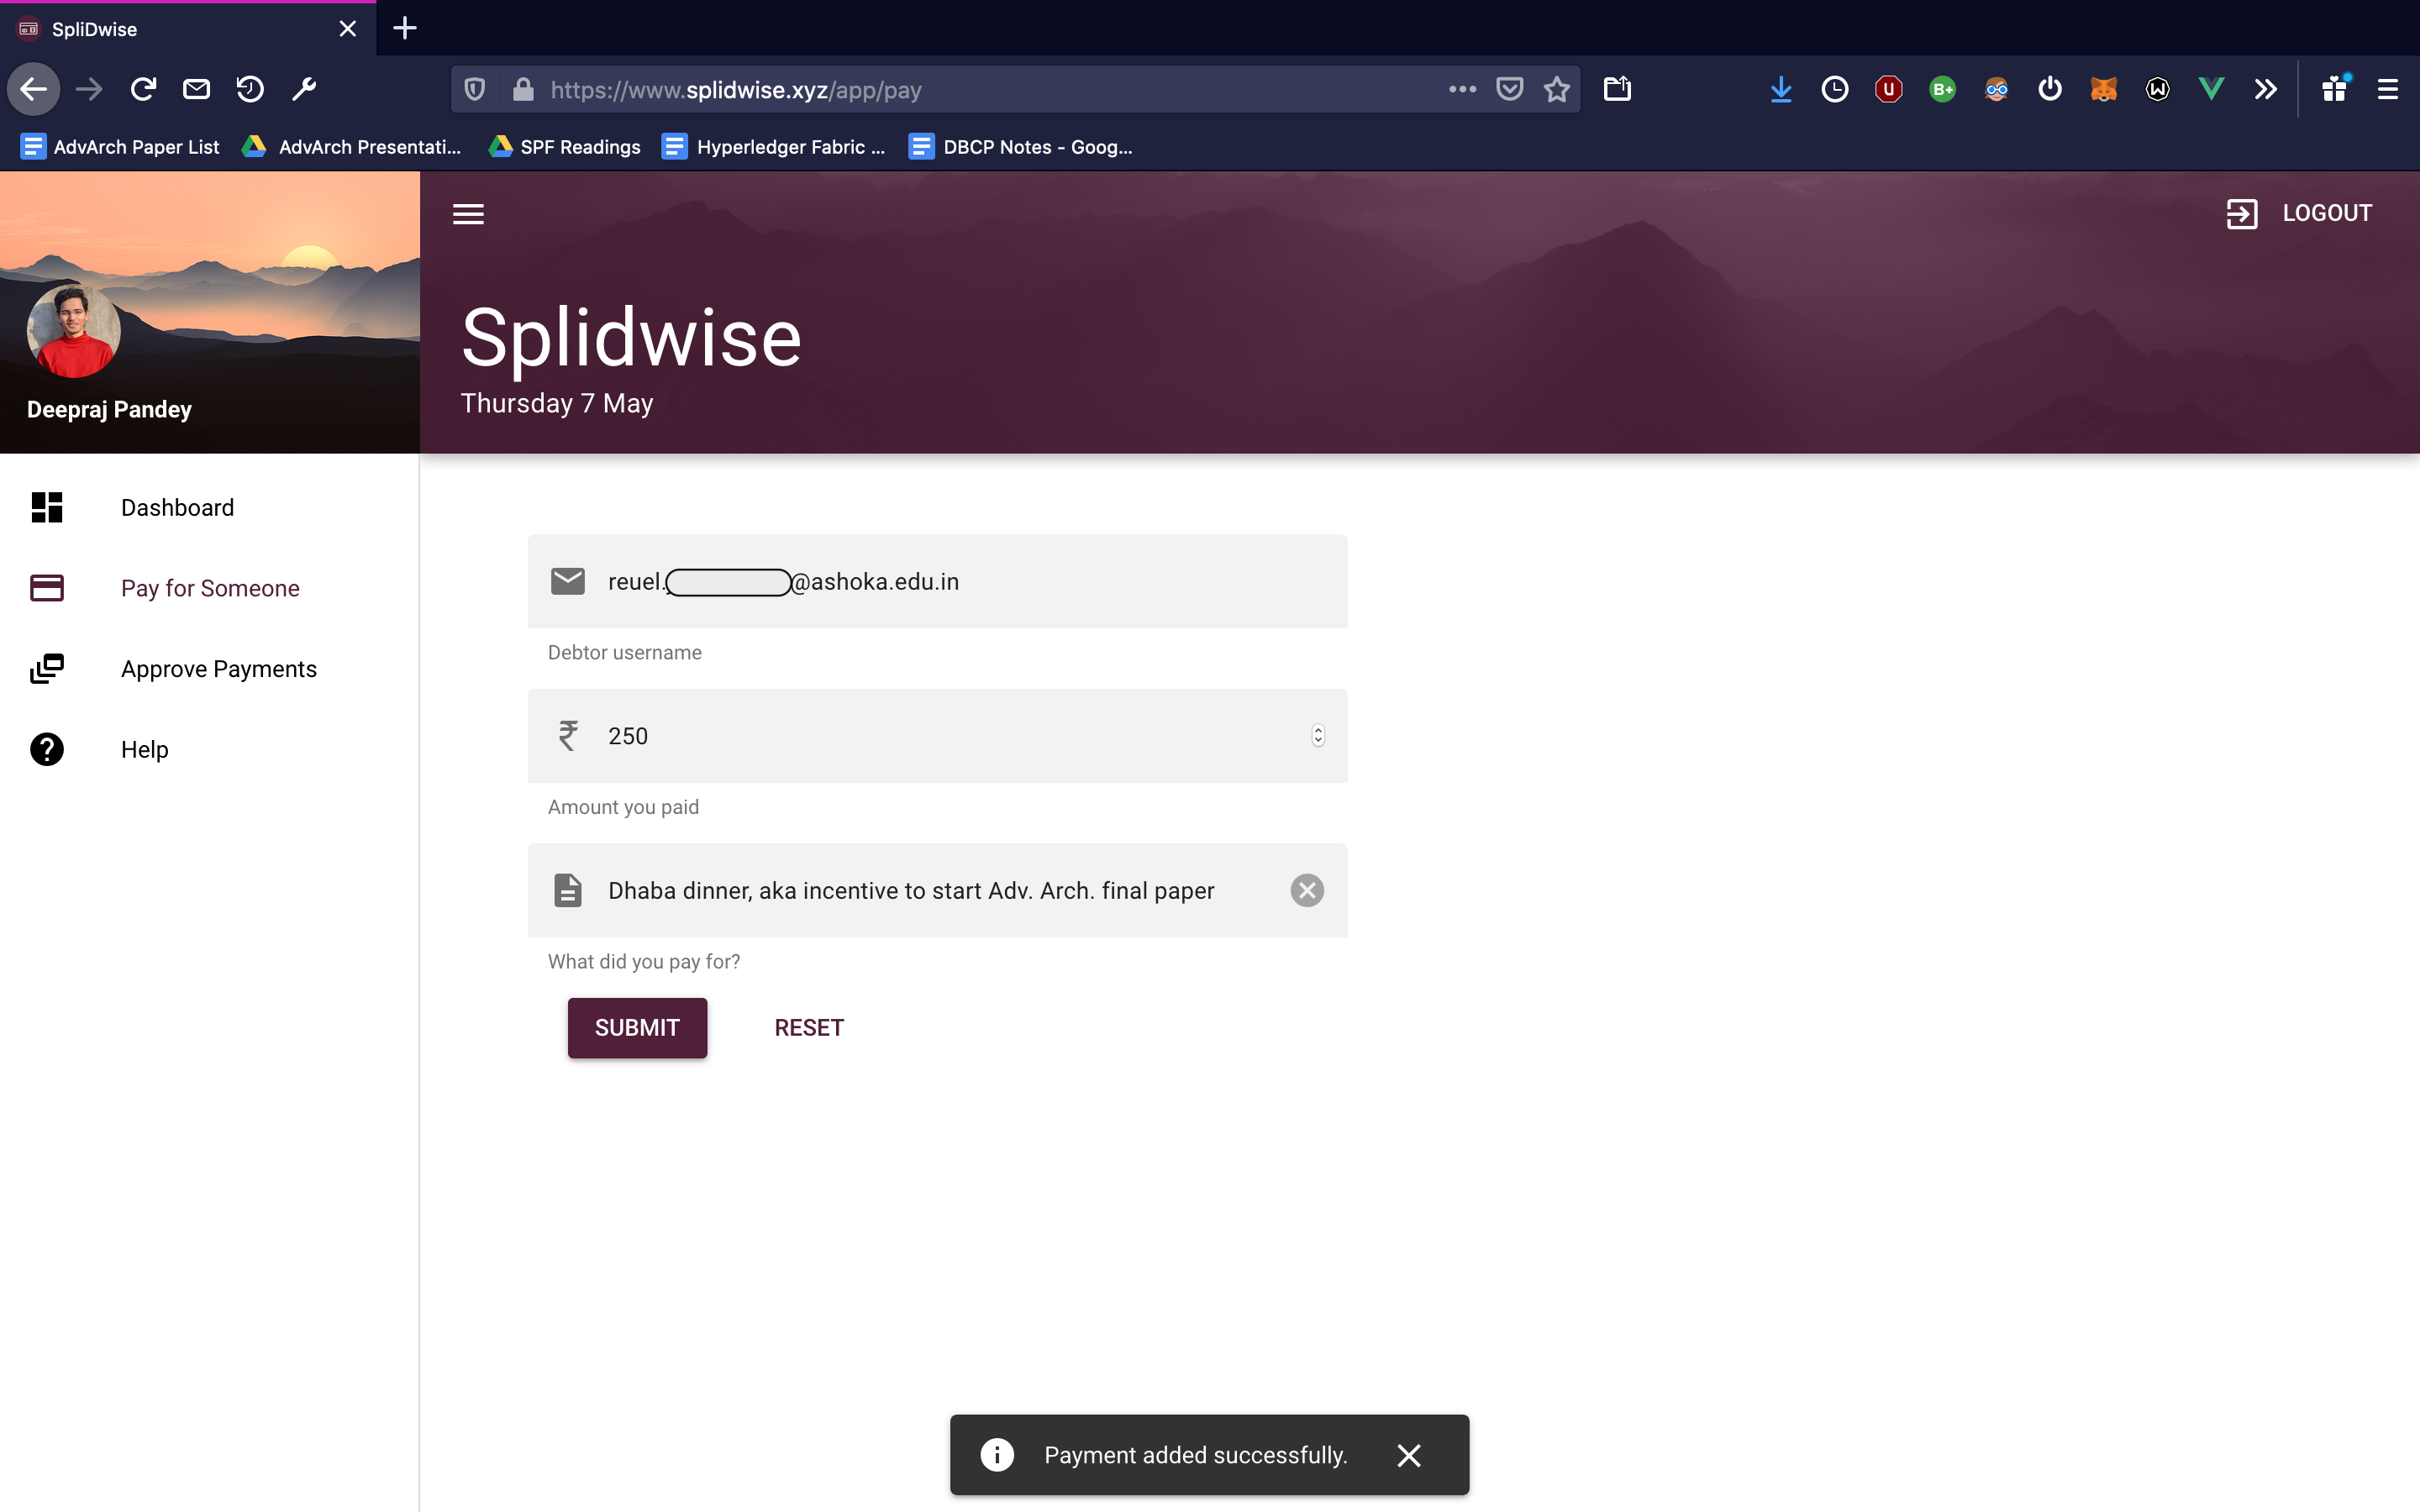 SpliDwise
https://www.splidwise.xyz/app/pay
AdvArch Paper List
AdvArch Presentati...
SPF Readings
Hyperledger Fabric ...
DBCP Notes - Goog...
LOGOUT
Splidwise
Thursday 7 May
Deepraj Pandey
Dashboard
Pay for Someone
Approve Payments
Help
reuel. @ashoka.edu.in
Debtor username
₹ 250
Amount you paid
Dhaba dinner, aka incentive to start Adv. Arch. final paper
What did you pay for?
SUBMIT
RESET
Payment added successfully.